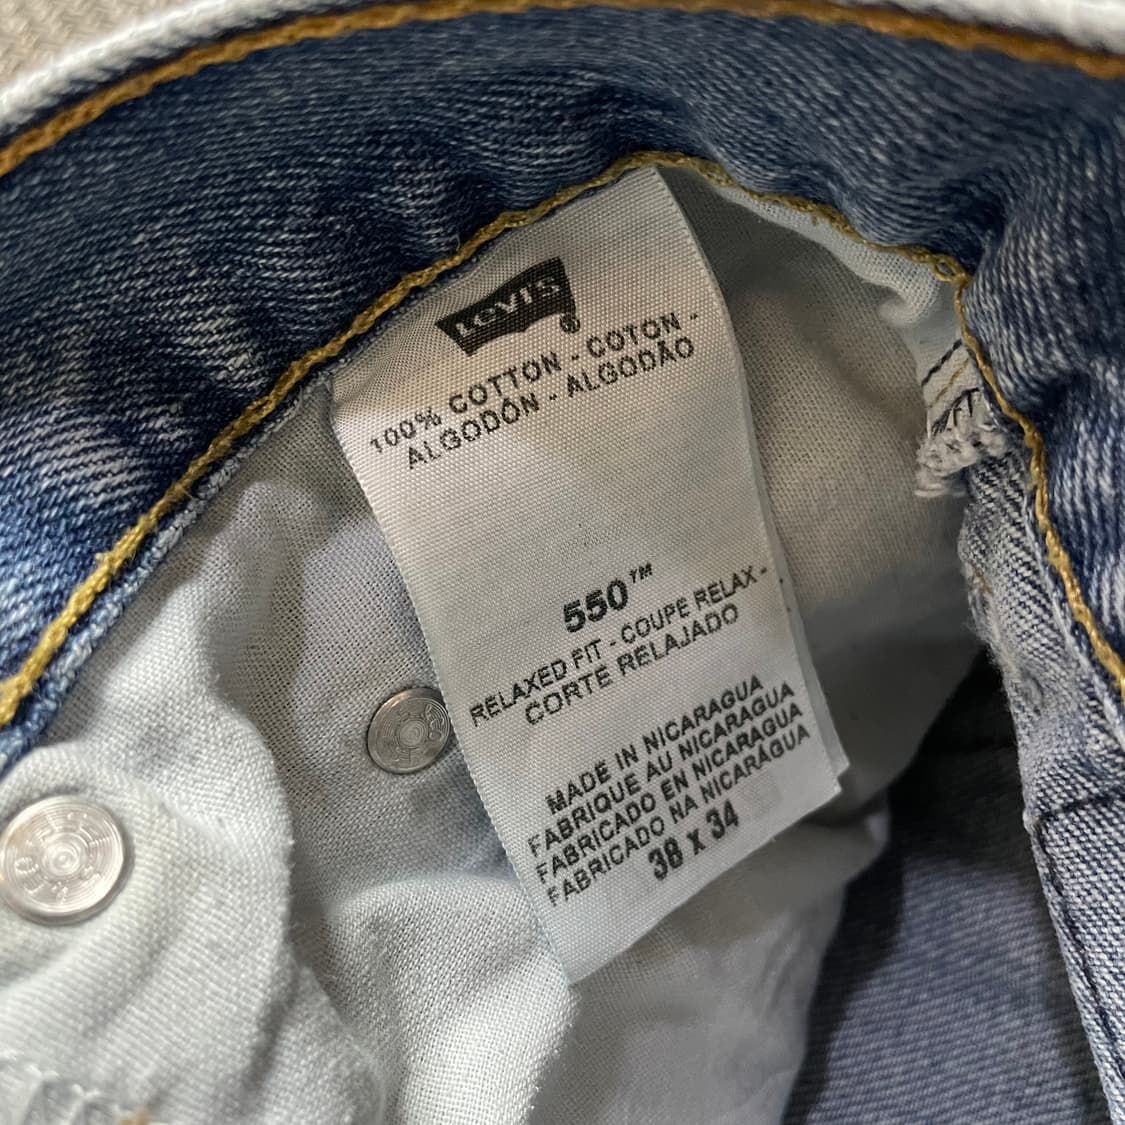 Levi's®
100% COTTON - COTON -
ALGODÓN - ALGODÃO
550™
RELAXED FIT - COUPE RELAX -
CORTE RELAJADO
MADE IN NICARAGUA
FABRIQUE AU NICARAGUA
FABRICADO EN NICARAGUA
FABRICADO NA NICARÁGUA
38 X 34